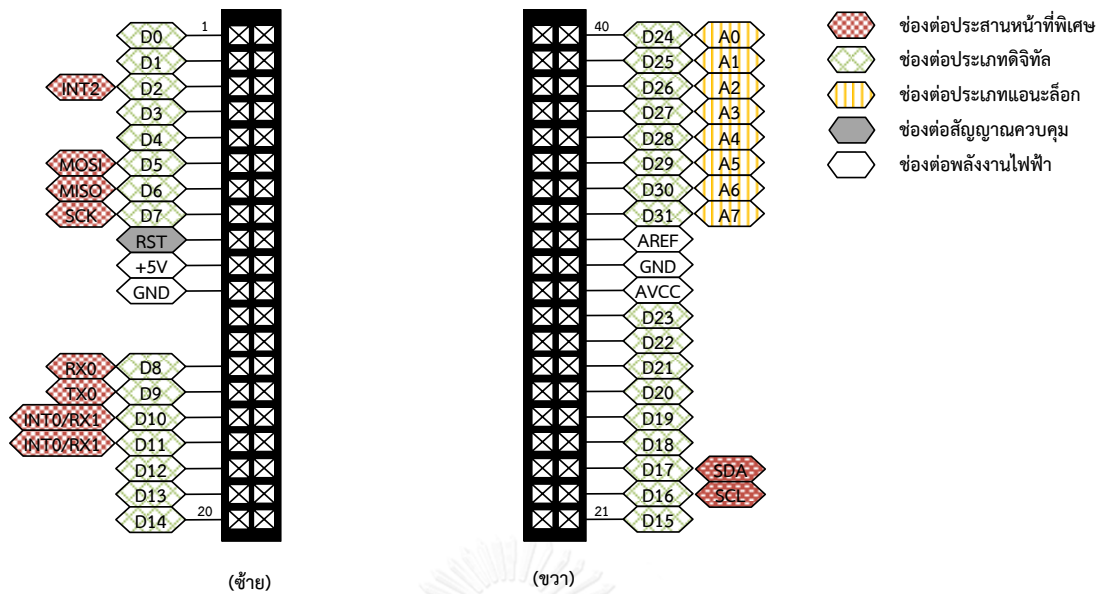 D0 1
D1
INT2 D2
D3
D4
MOSI D5
MISO D6
SCK D7
RST
+5V
GND
RX0 D8
TX0 D9
INT0/RX1 D10
INT0/RX1 D11
D12
D13
D14 20
(ซ้าย)
40 D24 A0
D25 A1
D26 A2
D27 A3
D28 A4
D29 A5
D30 A6
D31 A7
AREF
GND
AVCC
D23
D22
D21
D20
D19
D18
D17 SDA
D16 SCL
21 D15
(ขวา)
ช่องต่อประสานหน้าที่พิเศษ
ช่องต่อประเภทดิจิทัล
ช่องต่อประเภทแอนะล็อก
ช่องต่อสัญญาณควบคุม
ช่องต่อพลังงานไฟฟ้า